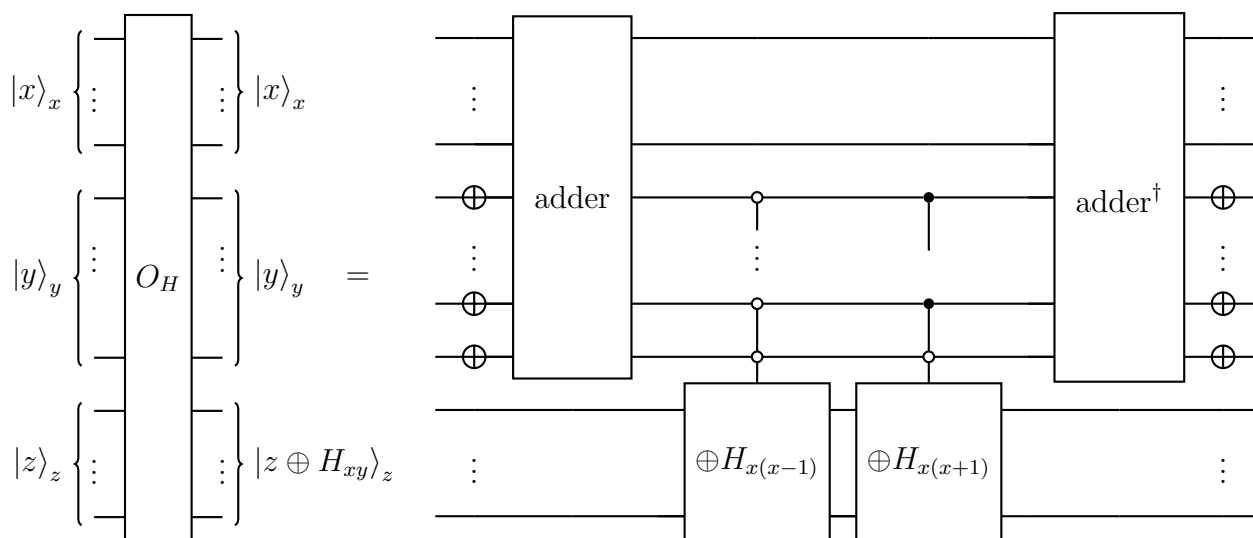 |x⟩_x
|x⟩_x
adder
adder†
|y⟩_y
O_H
|y⟩_y
=
|z⟩_z
|z ⊕ H_{xy}⟩_z
⊕H_{x(x−1)}
⊕H_{x(x+1)}